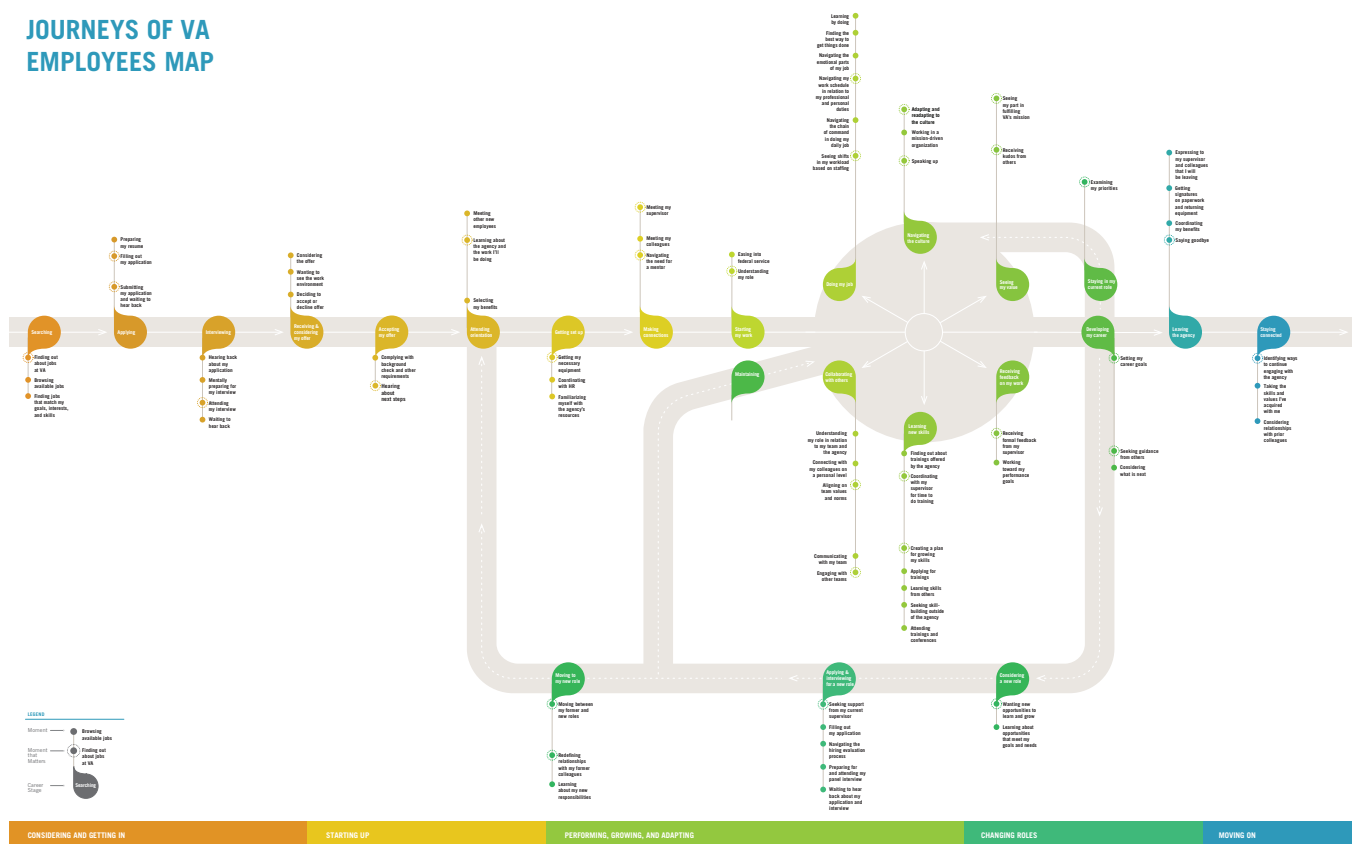 JOURNEYS OF VA
EMPLOYEES MAP
Searching
Finding out
about jobs
at VA
Browsing
available jobs
Finding jobs
that match my
goals, interests,
and skills
Preparing
my resume
Filling out
my application
Submitting
my application
and waiting to
hear back
Applying
Interviewing
Hearing back
about my
application
Mentally
preparing for
my interview
Attending
my interview
Waiting to
hear back
Considering
the offer
Wanting to
see the work
environment
Deciding to
accept or
decline offer
Receiving &
considering
my offer
Accepting
my offer
Complying with
background
check and other
requirements
Hearing
about
next steps
Meeting
other new
employees
Learning about
the agency and
the work I'll
be doing
Selecting
my benefits
Attending
orientation
Getting set up
Getting my
necessary
equipment
Coordinating
with HR
Familiarizing
myself with
the agency's
resources
Meeting my
supervisor
Meeting my
colleagues
Navigating
the need for
a mentor
Making
connections
Easing into
federal service
Understanding
my role
Starting
my work
Maintaining
Learning
by doing
Finding the
best way to
get things done
Navigating the
emotional parts
of my job
Navigating my
work schedule
in relation to
my professional
and personal
duties
Navigating
the chain
of command
in doing my
daily job
Seeing shifts
in my workload
based on staffing
Doing my job
Adapting and
readapting to
the culture
Working in a
mission-driven
organization
Speaking up
Navigating
the culture
Seeing
my part in
fulfilling
VA's mission
Receiving
kudos from
others
Seeing
my value
Examining
my priorities
Staying in my
current role
Collaborating
with others
Understanding
my role in relation
to my team and
the agency
Connecting with
my colleagues on
a personal level
Aligning on
team values
and norms
Communicating
with my team
Engaging with
other teams
Learning
new skills
Finding out about
trainings offered
by the agency
Coordinating
with my
supervisor
for time to
do training
Creating a plan
for growing
my skills
Applying for
trainings
Learning skills
from others
Seeking skill-
building outside
of the agency
Attending
trainings and
conferences
Receiving
feedback
on my work
Receiving
formal feedback
from my
supervisor
Working
toward my
performance
goals
Developing
my career
Setting my
career goals
Seeking guidance
from others
Considering
what is next
Expressing to
my supervisor
and colleagues
that I will
be leaving
Getting
signatures
on paperwork
and returning
equipment
Coordinating
my benefits
Saying goodbye
Leaving
the agency
Staying
connected
Identifying ways
to continue
engaging with
the agency
Taking the
skills and
values I've
acquired
with me
Considering
relationships
with prior
colleagues
Moving to
my new role
Moving between
my former and
new roles
Redefining
relationships
with my former
colleagues
Learning
about my new
responsibilities
Applying &
interviewing
for a new role
Seeking support
from my current
supervisor
Filling out
my application
Navigating the
hiring evaluation
process
Preparing for
and attending my
panel interview
Waiting to hear
back about my
application and
interview
Considering
a new role
Wanting new
opportunities to
learn and grow
Learning about
opportunities
that meet my
goals and needs
LEGEND
Moment
Browsing
available jobs
Moment
that
Matters
Finding out
about jobs
at VA
Career
Stage
Searching
CONSIDERING AND GETTING IN
STARTING UP
PERFORMING, GROWING, AND ADAPTING
CHANGING ROLES
MOVING ON